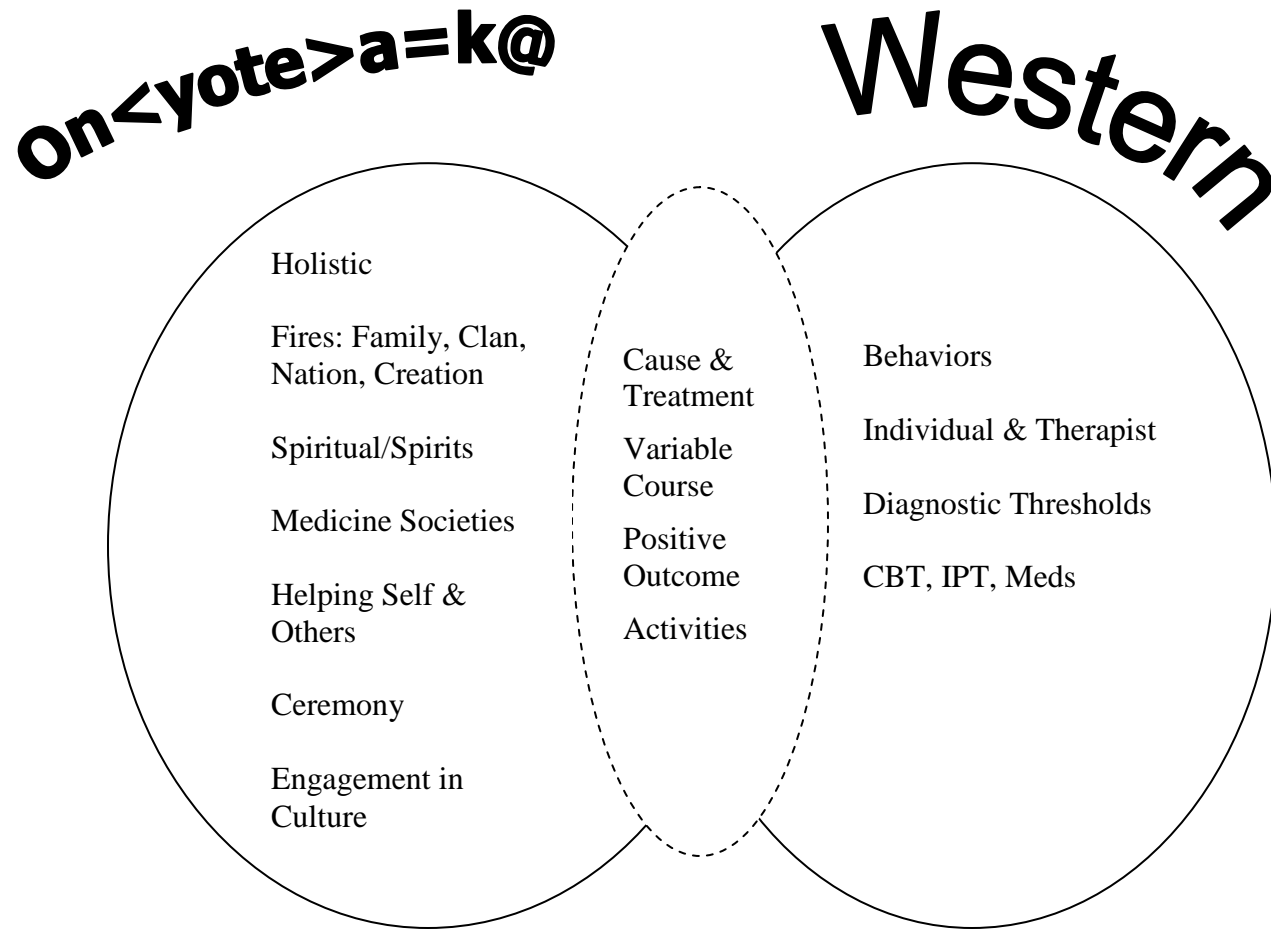 On<yote>a=k@
Western
Holistic
Fires: Family, Clan,
Nation, Creation
Spiritual/Spirits
Medicine Societies
Helping Self &
Others
Ceremony
Engagement in
Culture
Cause &
Treatment
Variable
Course
Positive
Outcome
Activities
Behaviors
Individual & Therapist
Diagnostic Thresholds
CBT, IPT, Meds